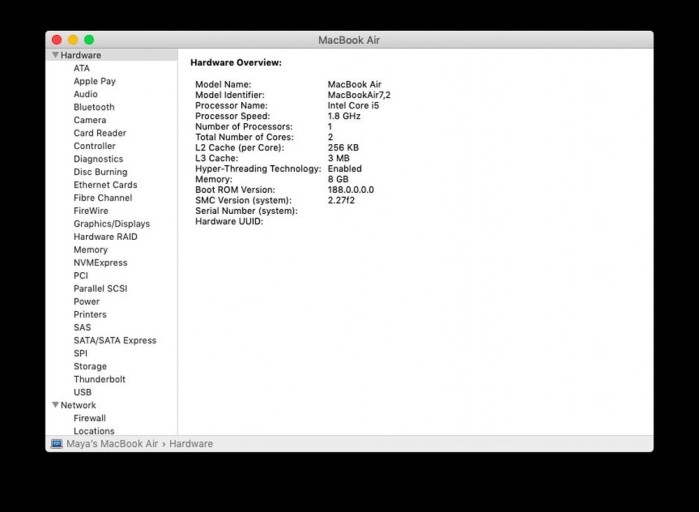 MacBook Air
Hardware
ATA
Apple Pay
Audio
Bluetooth
Camera
Card Reader
Controller
Diagnostics
Disc Burning
Ethernet Cards
Fibre Channel
FireWire
Graphics/Displays
Hardware RAID
Memory
NVMExpress
PCI
Parallel SCSI
Power
Printers
SAS
SATA/SATA Express
SPI
Storage
Thunderbolt
USB
Network
Firewall
Locations
Hardware Overview:
Model Name: MacBook Air
Model Identifier: MacBookAir7,2
Processor Name: Intel Core i5
Processor Speed: 1.8 GHz
Number of Processors: 1
Total Number of Cores: 2
L2 Cache (per Core): 256 KB
L3 Cache: 3 MB
Hyper-Threading Technology: Enabled
Memory: 8 GB
Boot ROM Version: 188.0.0.0.0
SMC Version (system): 2.27f2
Serial Number (system):
Hardware UUID:
Maya's MacBook Air › Hardware